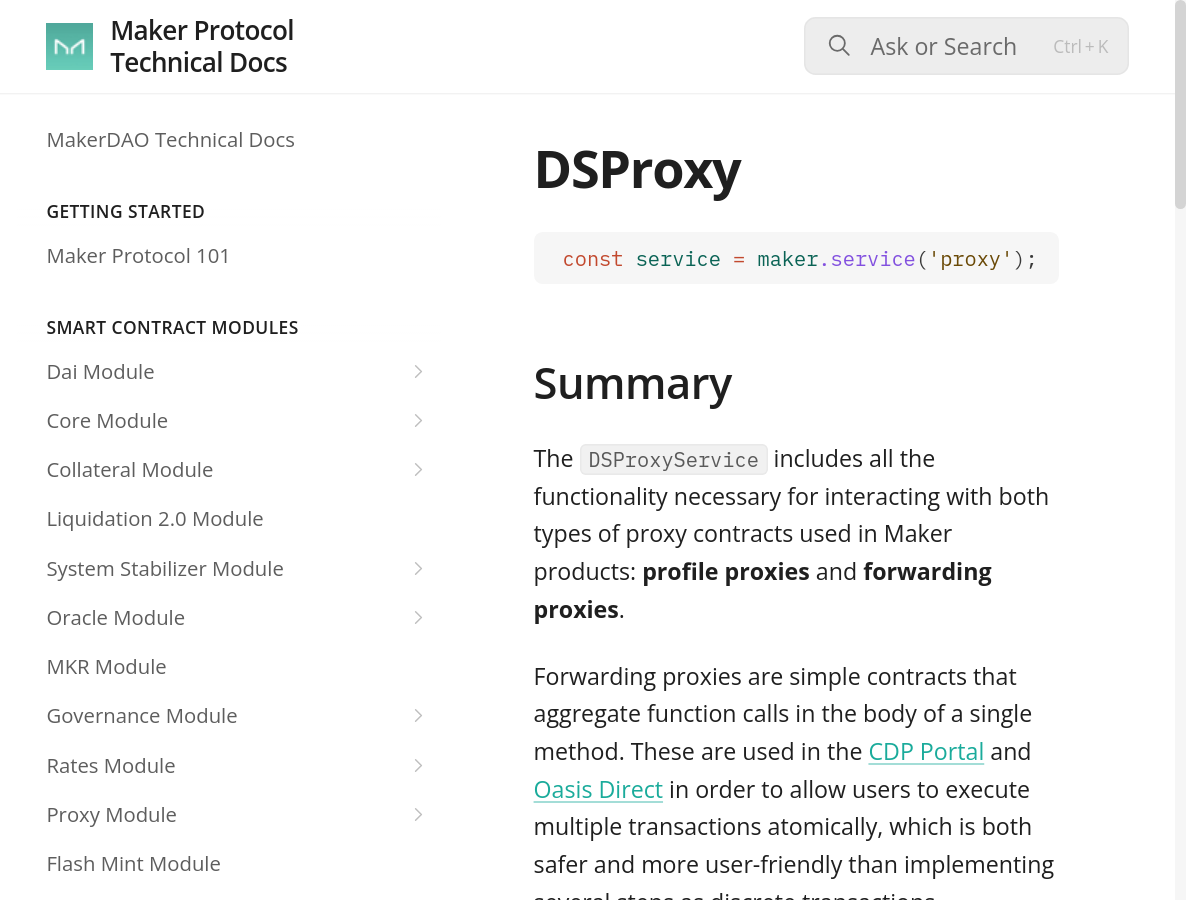 Maker Protocol
Technical Docs
Ask or Search
Ctrl + K
MakerDAO Technical Docs
GETTING STARTED
Maker Protocol 101
SMART CONTRACT MODULES
Dai Module
Core Module
Collateral Module
Liquidation 2.0 Module
System Stabilizer Module
Oracle Module
MKR Module
Governance Module
Rates Module
Proxy Module
Flash Mint Module
DSProxy
const service = maker.service('proxy');
Summary
The DSProxyService includes all the
functionality necessary for interacting with both
types of proxy contracts used in Maker
products: profile proxies and forwarding
proxies.
Forwarding proxies are simple contracts that
aggregate function calls in the body of a single
method. These are used in the CDP Portal and
Oasis Direct in order to allow users to execute
multiple transactions atomically, which is both
safer and more user-friendly than implementing
several steps as discrete transactions.